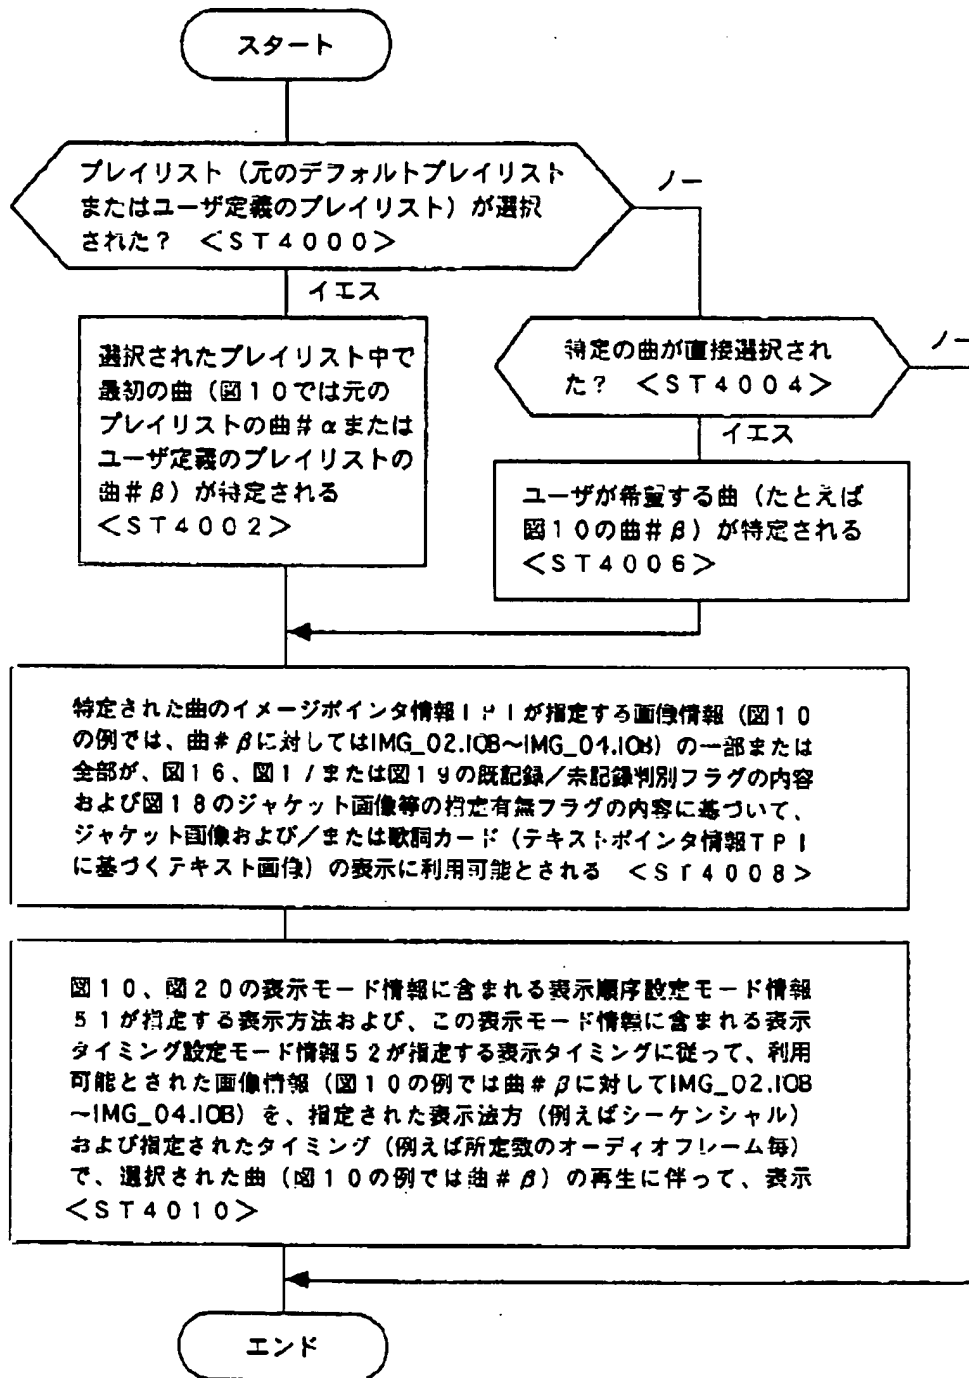 スタート
プレイリスト（元のデフォルトプレイリスト
またはユーザ定義のプレイリスト）が選択
された？ <ST4000>
ノー
イエス
選択されたプレイリスト中で
最初の曲（図10では元の
プレイリストの曲#αまたは
ユーザ定義のプレイリストの
曲#β）が特定される
<ST4002>
特定の曲が直接選択され
た？ <ST4004>
ノー
イエス
ユーザが希望する曲（たとえば
図10の曲#β）が特定される
<ST4006>
特定された曲のイメージポインタ情報IPIが指定する画像情報（図10
の例では、曲#βに対してはIMG_02.IOB～IMG_04.IOB）の一部または
全部が、図16、図17または図19の既記録／未記録判別フラグの内容
および図18のジャケット画像等の指定有無フラグの内容に基づいて、
ジャケット画像および／または歌詞カード（テキストポインタ情報TPI
に基づくテキスト画像）の表示に利用可能とされる <ST4008>
図10、図20の表示モード情報に含まれる表示順序設定モード情報
51が指定する表示方法および、この表示モード情報に含まれる表示
タイミング設定モード情報52が指定する表示タイミングに従って、利用
可能とされた画像情報（図10の例では曲#βに対してIMG_02.IOB
～IMG_04.IOB）を、指定された表示法方（例えばシーケンシャル）
および指定されたタイミング（例えば所定数のオーディオフレーム毎）
で、選択された曲（図10の例では曲#β）の再生に伴って、表示
<ST4010>
エンド